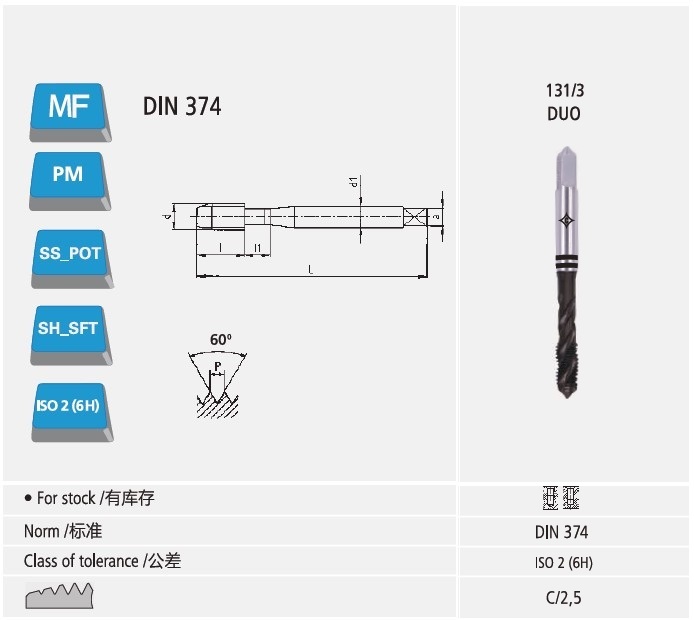 MF
DIN 374
PM
SS_POT
SH_SFT
ISO 2 (6H)
d
d1
a
l
l1
L
60º
P
131/3
DUO
• For stock /有库存
Norm /标准
DIN 374
Class of tolerance /公差
ISO 2 (6H)
C/2,5